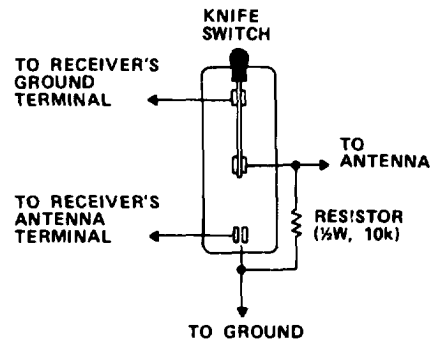 KNIFE
SWITCH
TO RECEIVER'S
GROUND
TERMINAL
TO
ANTENNA
TO RECEIVER'S
ANTENNA
TERMINAL
RESISTOR
(½W, 10k)
TO GROUND